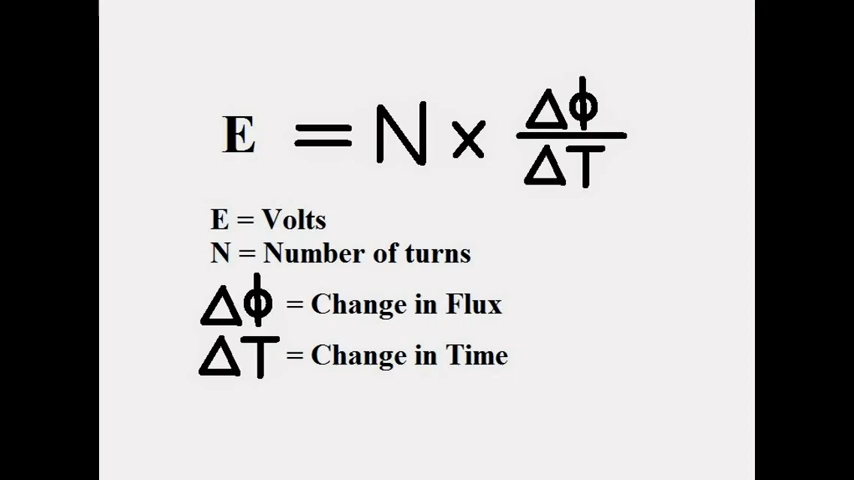 E = N x ΔΦ/ΔT
E = Volts
N = Number of turns
ΔΦ = Change in Flux
ΔT = Change in Time